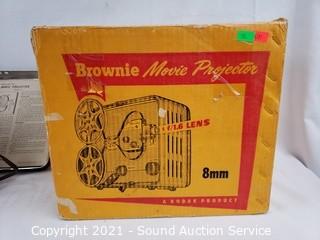 Brownie Movie Projector
f/1.6 LENS
8mm
A KODAK PRODUCT
Copyright 2021 - Sound Auction Service